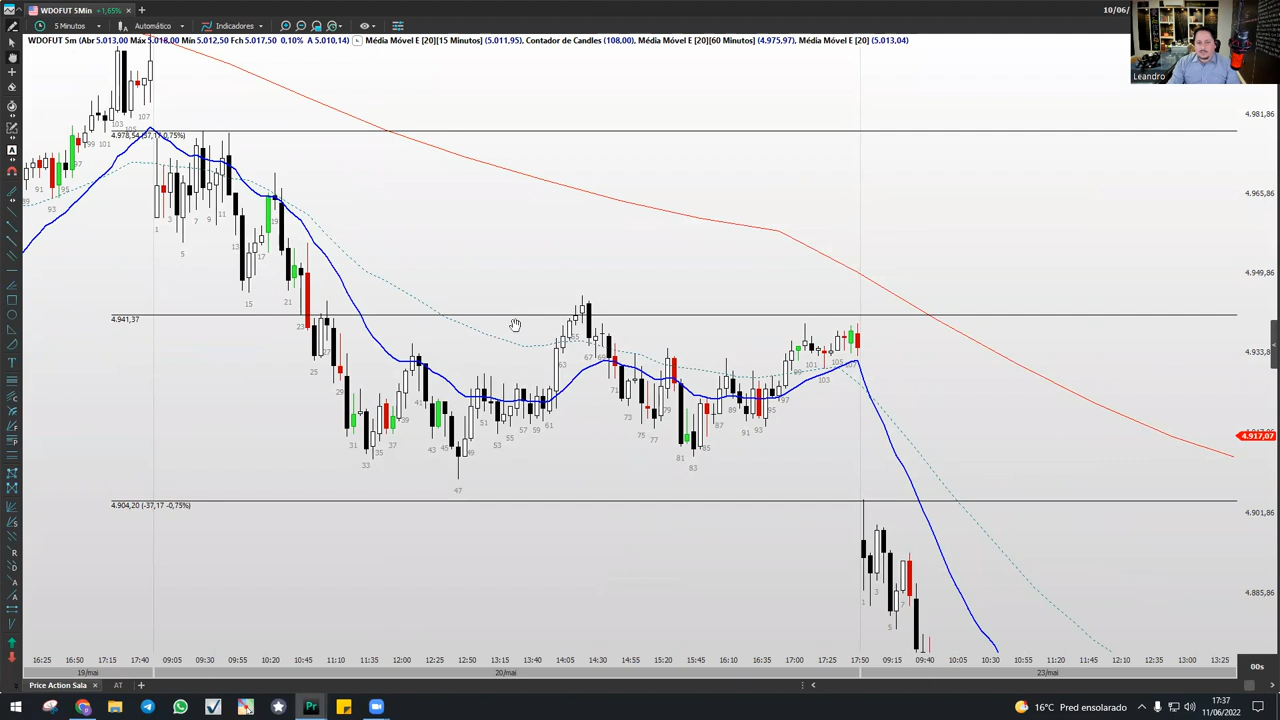 WDOFUT 5Min +1,65%
10/06/
5 Minutos
Automático
Indicadores
WDOFUT 5m (Abr 5.013,00 Máx 5.018,00 Min 5.012,50 Fch 5.017,50 0,10% A 5.010,14) Média Móvel E [20][15 Minutos] (5.011,95), Contador de Candles (108,00), Média Móvel E [20][60 Minutos] (4.975,97), Média Móvel E [20] (5.013,04)
Leandro
4.978,54 (37,17 0,75%)
4.941,37
4.904,20 (-37,17 -0,75%)
4.981,86
4.965,86
4.949,86
4.933,86
4.917,07
4.901,86
4.885,86
16:25 16:50 17:15 17:40 09:05 09:30 09:55 10:20 10:45 11:10 11:35 12:00 12:25 12:50 13:15 13:40 14:05 14:30 14:55 15:20 15:45 16:10 16:35 17:00 17:25 17:50 09:15 09:40 10:05 10:30 10:55 11:20 11:45 12:10 12:35 13:00 13:25
00s
19/mai 20/mai 23/mai
Price Action Sala
AT
16°C Pred ensolarado
17:37
11/06/2022